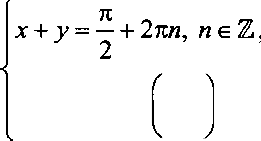 x + y = π/2 + 2πn, n ∈ ℤ,
( )